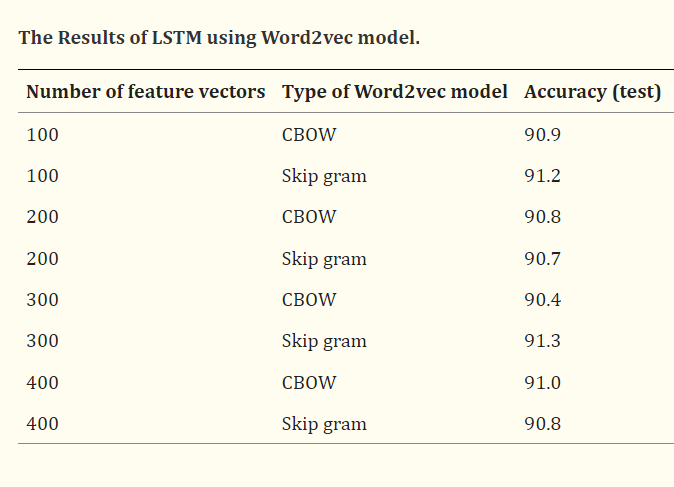 The Results of LSTM using Word2vec model.
Number of feature vectors Type of Word2vec model Accuracy (test)
100 CBOW 90.9
100 Skip gram 91.2
200 CBOW 90.8
200 Skip gram 90.7
300 CBOW 90.4
300 Skip gram 91.3
400 CBOW 91.0
400 Skip gram 90.8